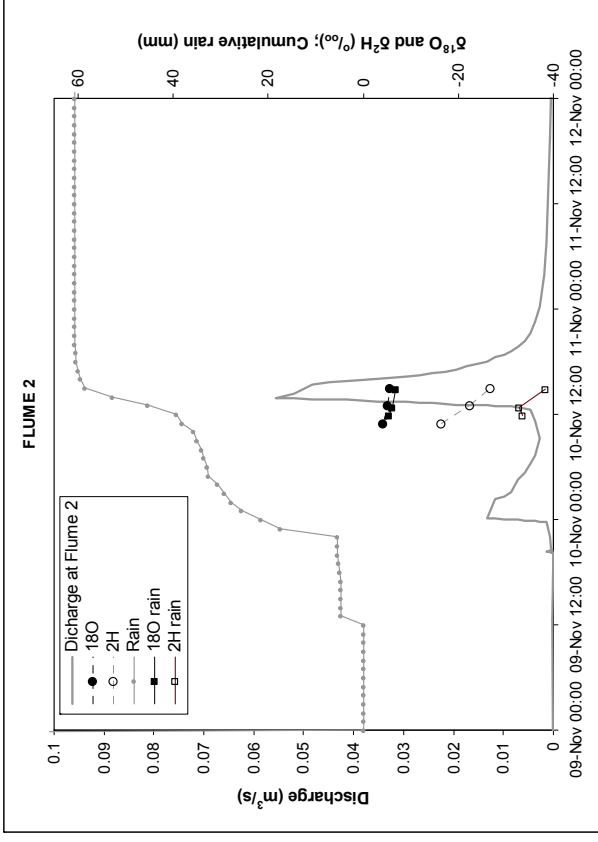 FLUME 2
Dicharge at Flume 2
18O
2H
Rain
18O rain
2H rain
Discharge (m³/s)
0.1
0.09
0.08
0.07
0.06
0.05
0.04
0.03
0.02
0.01
0
δ¹⁸O and δ²H (⁰/₀₀); Cumulative rain (mm)
60
40
20
0
-20
-40
09-Nov 00:00 09-Nov 12:00 10-Nov 00:00 10-Nov 12:00 11-Nov 00:00 11-Nov 12:00 12-Nov 00:00